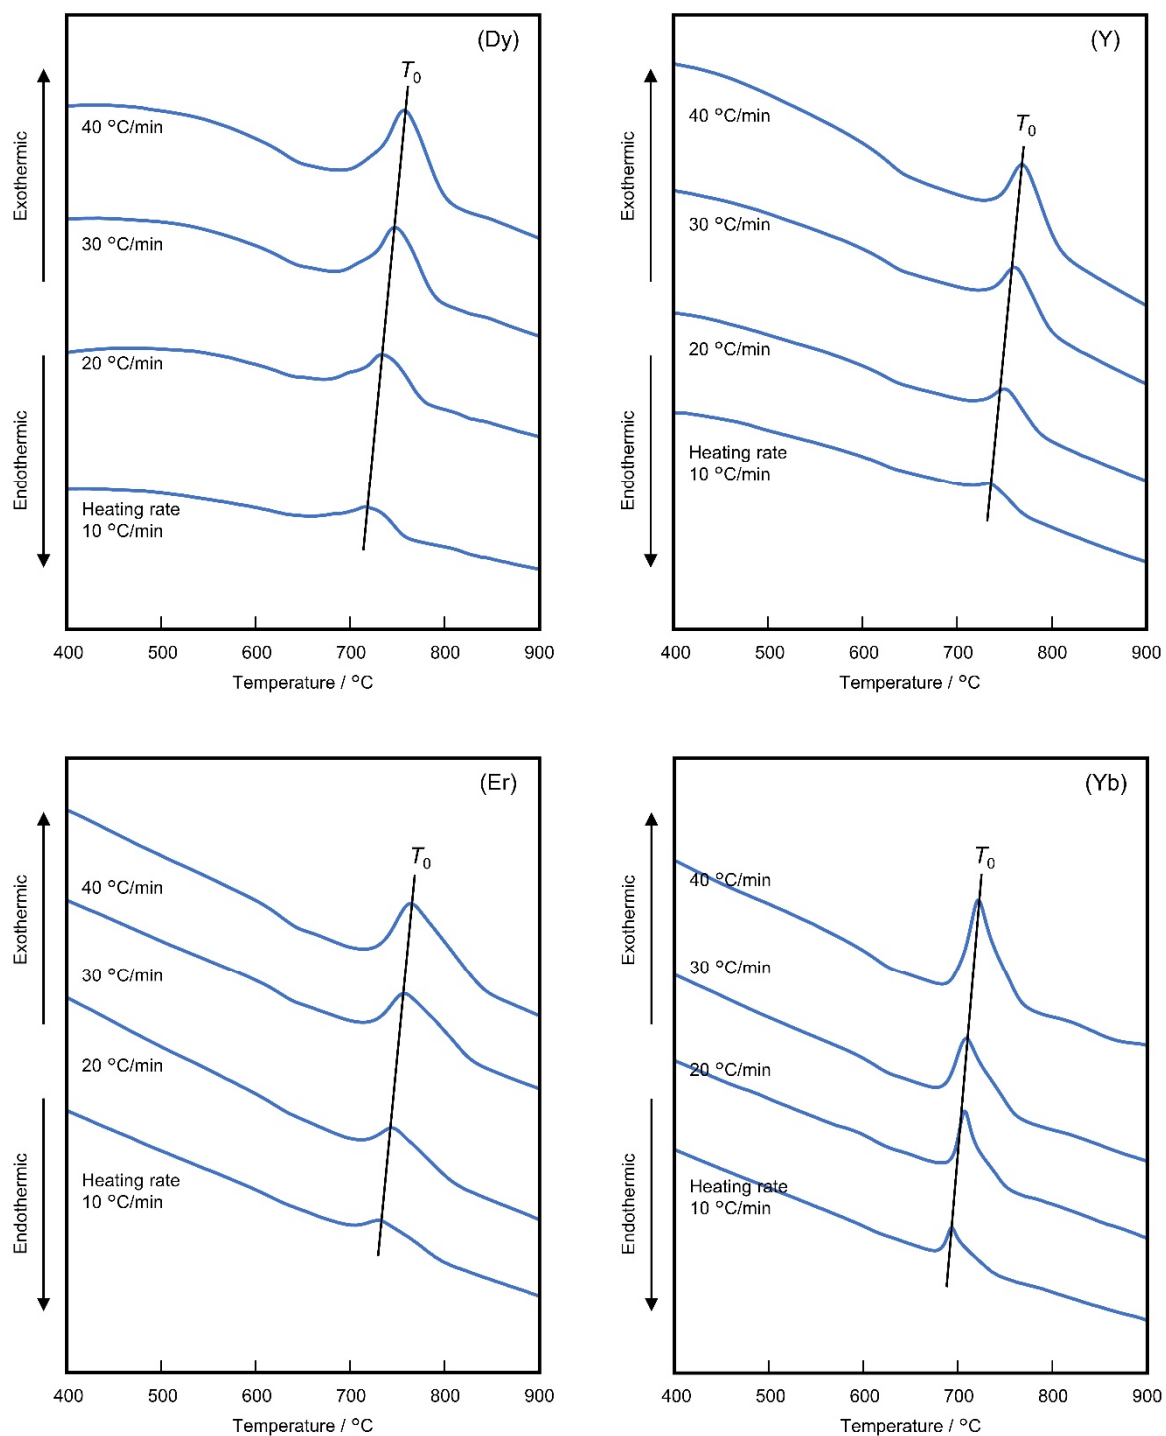 (Dy)
T0
Exothermic
Endothermic
40 °C/min
30 °C/min
20 °C/min
Heating rate
10 °C/min
400 500 600 700 800 900
Temperature / °C
(Y)
T0
Exothermic
Endothermic
40 °C/min
30 °C/min
20 °C/min
Heating rate
10 °C/min
400 500 600 700 800 900
Temperature / °C
(Er)
T0
Exothermic
Endothermic
40 °C/min
30 °C/min
20 °C/min
Heating rate
10 °C/min
400 500 600 700 800 900
Temperature / °C
(Yb)
T0
Exothermic
Endothermic
40 °C/min
30 °C/min
20 °C/min
Heating rate
10 °C/min
400 500 600 700 800 900
Temperature / °C